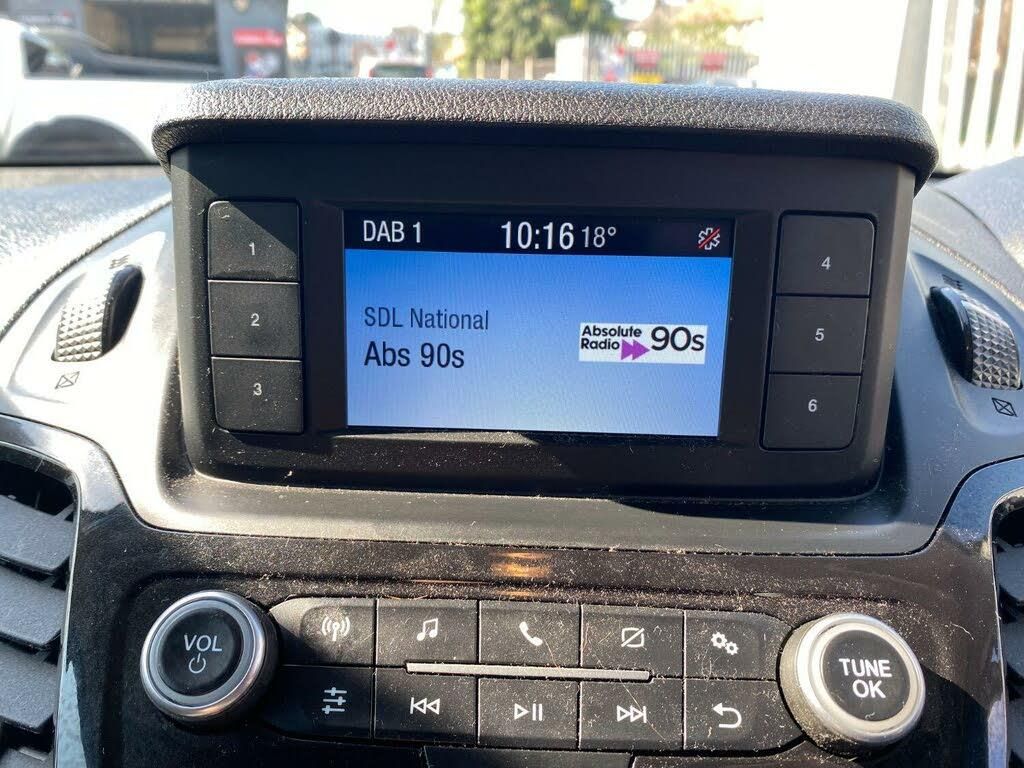 DAB 1 10:16 18°
SDL National
Abs 90s
Absolute
Radio 90s
1
2
3
4
5
6
VOL
TUNE
OK